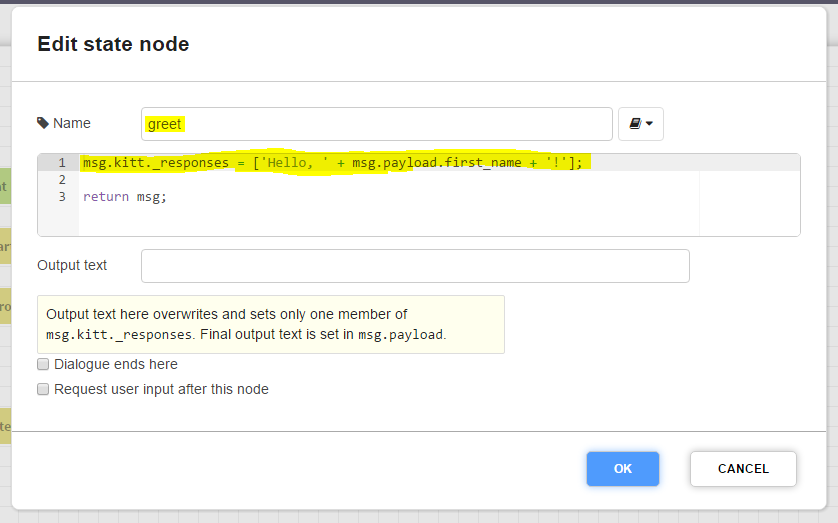 Edit state node
Name
greet
1 msg.kitt._responses = ['Hello, ' + msg.payload.first_name + '!'];
2
3 return msg;
Output text
Output text here overwrites and sets only one member of
msg.kitt._responses. Final output text is set in msg.payload.
Dialogue ends here
Request user input after this node
OK CANCEL